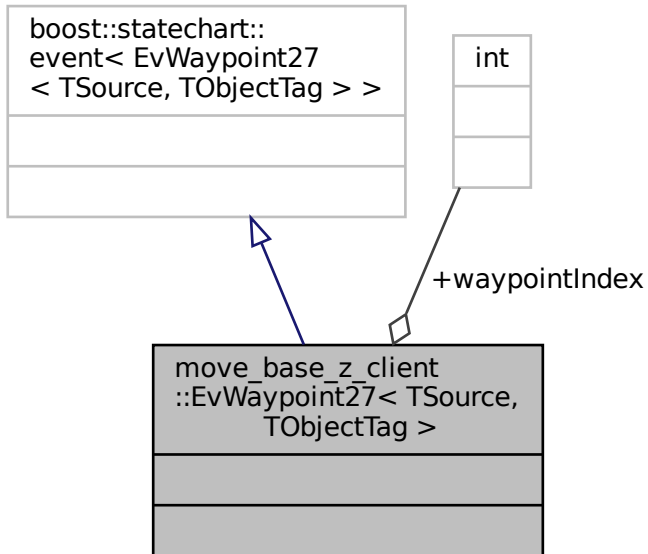 boost::statechart::
event< EvWaypoint27
< TSource, TObjectTag > >
int
+waypointIndex
move_base_z_client
::EvWaypoint27< TSource,
TObjectTag >